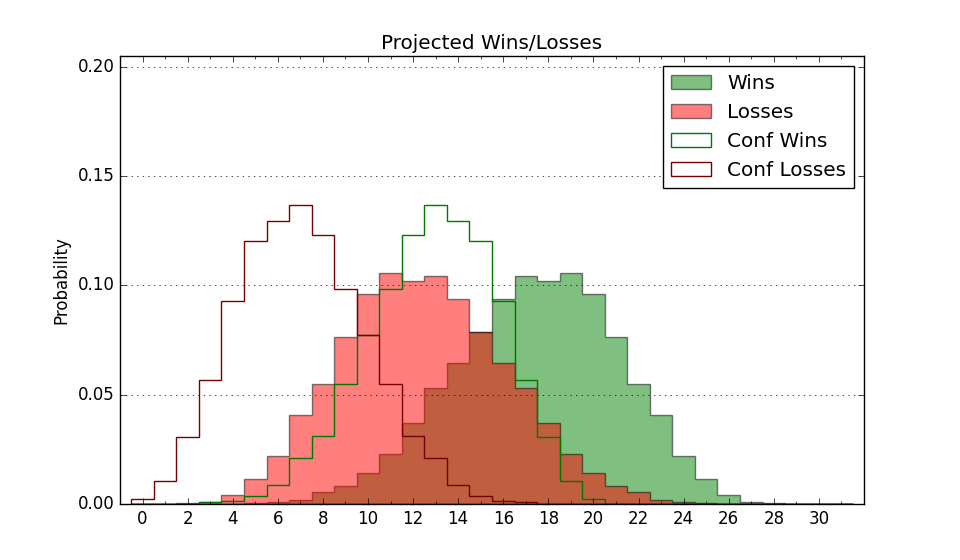 Projected Wins/Losses
0.20
0.15
0.10
0.05
0.00
Probability
Wins
Losses
Conf Wins
Conf Losses
0 2 4 6 8 10 12 14 16 18 20 22 24 26 28 30